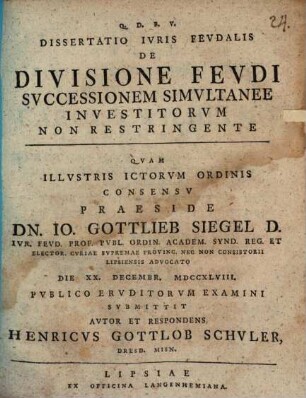 Q. D. B. V.
24.
DISSERTATIO IVRIS FEVDALIS
DE
DIVISIONE FEVDI
SVCCESSIONEM SIMVLTANEE
INVESTITORVM
NON RESTRINGENTE
QVAM
ILLVSTRIS ICTORVM ORDINIS
CONSENSV
PRAESIDE
DN. IO. GOTTLIEB SIEGEL D.
IVR. FEVD. PROF. PVBL. ORDIN. ACADEM. SYND. REG. ET
ELECTOR. CVRIAE SVPREMAE PROVINC. NEC NON CONSISTORII
LIPSIENSIS ADVOCATO
DIE XX. DECEMBR. MDCCXLVIII.
PVBLICO ERVDITORVM EXAMINI
SVBMITTIT
AVTOR ET RESPONDENS,
HENRICVS GOTTLOB SCHVLER,
DRESD. MISN.
LIPSIAE
EX OFFICINA LANGENHEMIANA.